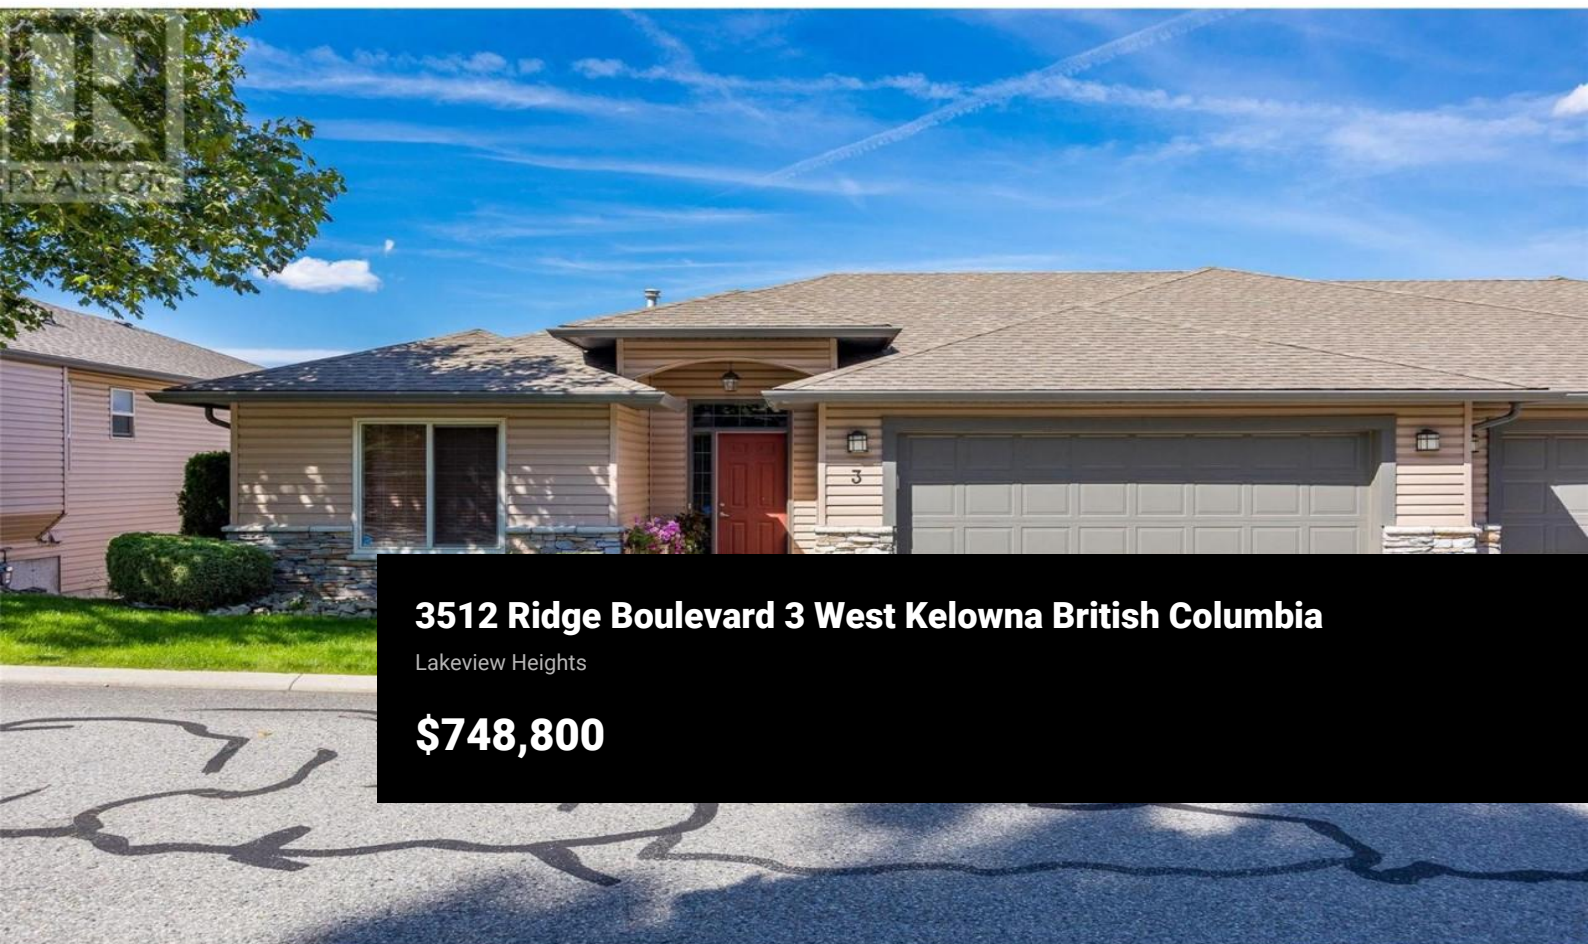 REALTOR
3
3512 Ridge Boulevard 3 West Kelowna British Columbia
Lakeview Heights
$748,800